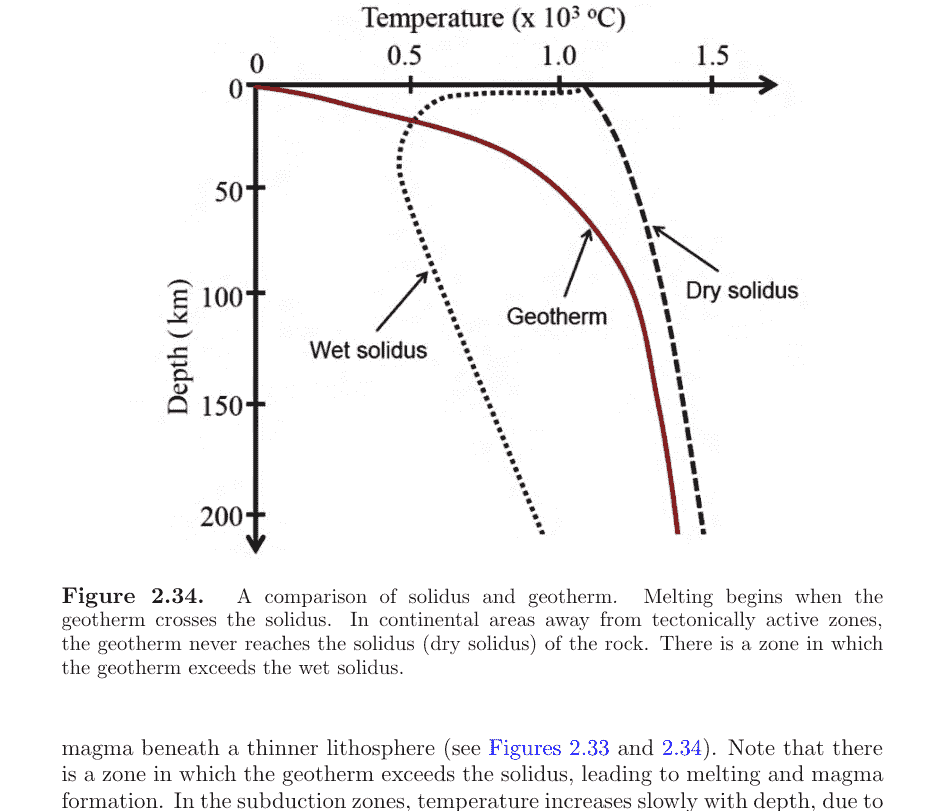 Temperature (x 10³ ºC)
0 0.5 1.0 1.5
0
50
100
150
200
Depth ( km)
Dry solidus
Geotherm
Wet solidus
Figure 2.34. A comparison of solidus and geotherm. Melting begins when the
geotherm crosses the solidus. In continental areas away from tectonically active zones,
the geotherm never reaches the solidus (dry solidus) of the rock. There is a zone in which
the geotherm exceeds the wet solidus.
magma beneath a thinner lithosphere (see Figures 2.33 and 2.34). Note that there
is a zone in which the geotherm exceeds the solidus, leading to melting and magma
formation. In the subduction zones, temperature increases slowly with depth, due to